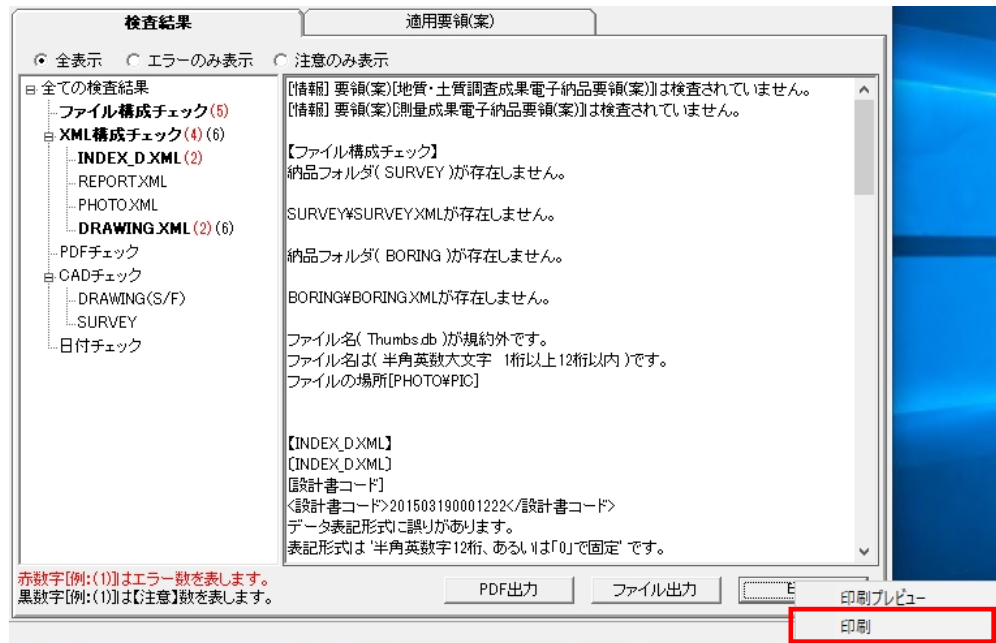 検査結果
適用要領(案)
全表示 エラーのみ表示 注意のみ表示
全ての検査結果
ファイル構成チェック(5)
XML構成チェック(4)(6)
INDEX_D.XML(2)
REPORT.XML
PHOTO.XML
DRAWING.XML(2)(6)
PDFチェック
CADチェック
DRAWING(S/F)
SURVEY
日付チェック
[情報] 要領(案)[地質・土質調査成果電子納品要領(案)]は検査されていません。
[情報] 要領(案)[測量成果電子納品要領(案)]は検査されていません。
【ファイル構成チェック】
納品フォルダ( SURVEY )が存在しません。
SURVEY¥SURVEY.XMLが存在しません。
納品フォルダ( BORING )が存在しません。
BORING¥BORING.XMLが存在しません。
ファイル名( Thumbs.db )が規約外です。
ファイル名は( 半角英数大文字 1桁以上12桁以内 )です。
ファイルの場所[PHOTO¥PIC]
【INDEX_D.XML】
[INDEX_D.XML]
[設計書コード]
<設計書コード>201503190001222</設計書コード>
データ表記形式に誤りがあります。
表記形式は '半角英数字12桁、あるいは「0」で固定' です。
赤数字[例:(1)]はエラー数を表します。
黒数字[例:(1)]は【注意】数を表します。
PDF出力
ファイル出力
印刷プレビュー
印刷